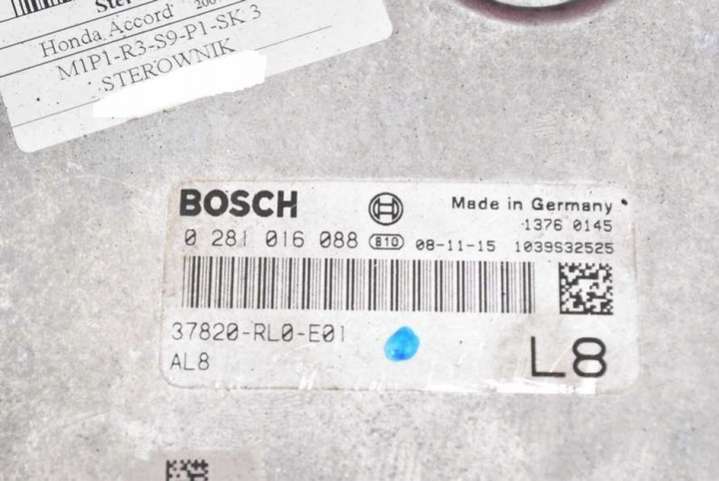 Honda Accord
M1P1-R3-S9-P1-SK 3
STEROWNIK
BOSCH Made in Germany
1376 0145
0 281 016 088 810 08-11-15 1039S32525
37820-RL0-E01
AL8
L8